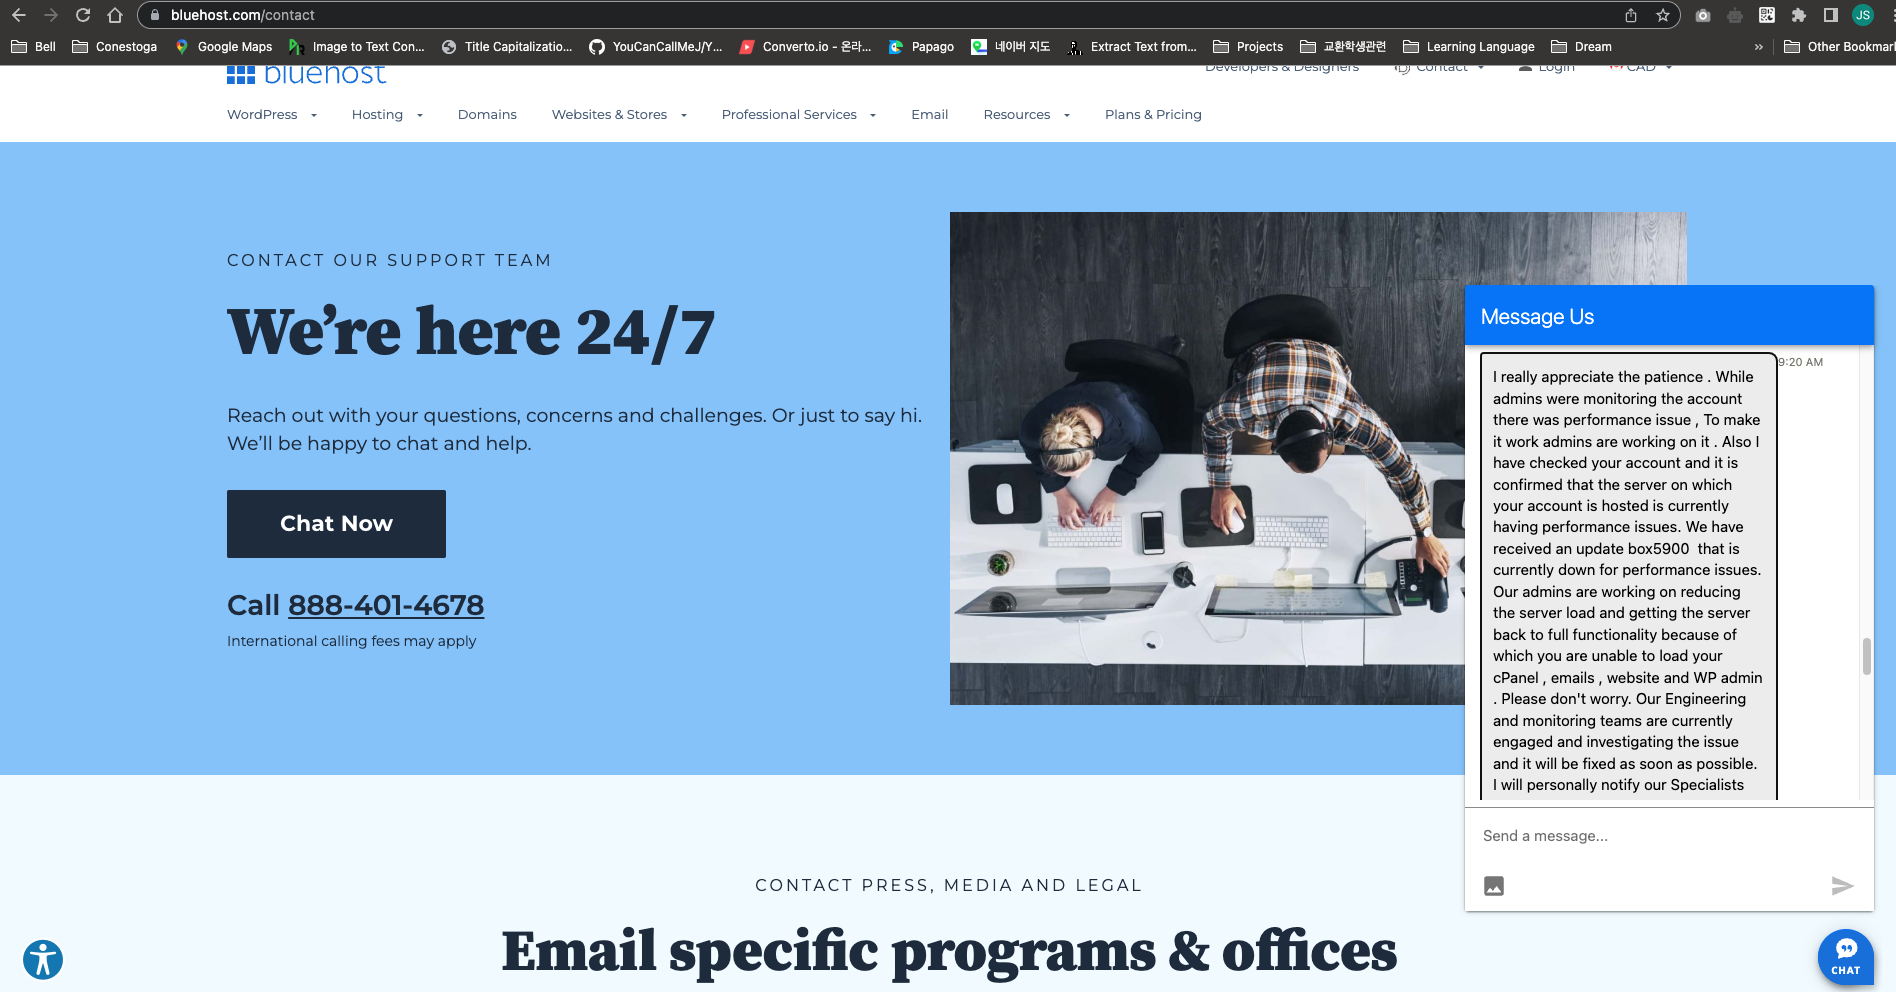 bluehost.com/contact
JS
Bell
Conestoga
Google Maps
Image to Text Con...
Title Capitalizatio...
YouCanCallMeJ/Y...
Converto.io - 온라...
Papago
네이버 지도
Extract Text from...
Projects
교환학생관련
Learning Language
Dream
»
Other Bookmar
bluehost
Developers & Designers
Contact
Login
CAD
WordPress
Hosting
Domains
Websites & Stores
Professional Services
Email
Resources
Plans & Pricing
CONTACT OUR SUPPORT TEAM
We’re here 24/7
Reach out with your questions, concerns and challenges. Or just to say hi.
We’ll be happy to chat and help.
Chat Now
Call 888-401-4678
International calling fees may apply
Message Us
9:20 AM
I really appreciate the patience . While
admins were monitoring the account
there was performance issue , To make
it work admins are working on it . Also I
have checked your account and it is
confirmed that the server on which
your account is hosted is currently
having performance issues. We have
received an update box5900  that is
currently down for performance issues.
Our admins are working on reducing
the server load and getting the server
back to full functionality because of
which you are unable to load your
cPanel , emails , website and WP admin
. Please don't worry. Our Engineering
and monitoring teams are currently
engaged and investigating the issue
and it will be fixed as soon as possible.
I will personally notify our Specialists
Send a message...
CONTACT PRESS, MEDIA AND LEGAL
Email specific programs & offices
CHAT